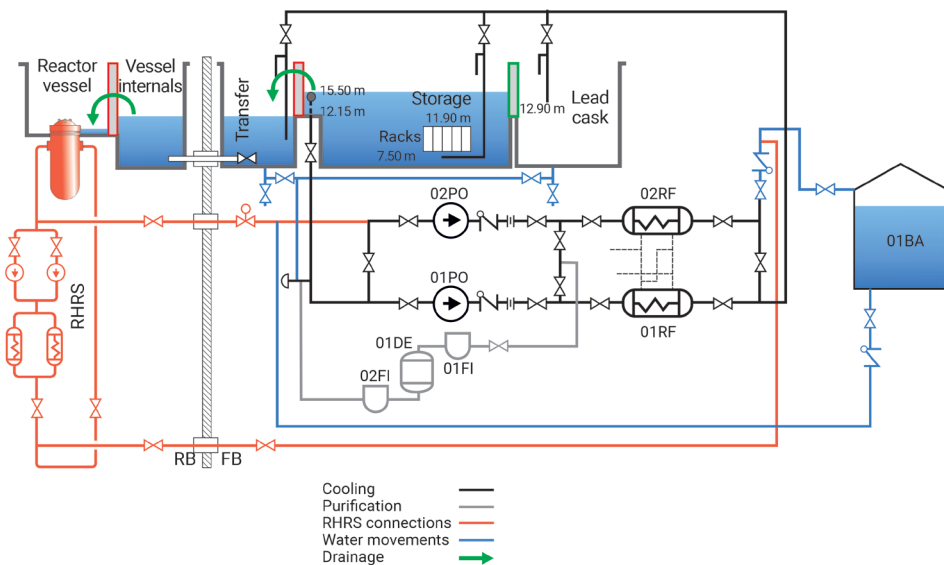 Reactor
vessel
Vessel
internals
Transfer
15.50 m
12.15 m
Storage
11.90 m
Racks
7.50 m
12.90 m
Lead
cask
02PO
02RF
01BA
RHRS
01PO
01RF
01DE
01FI
02FI
RB
FB
Cooling
Purification
RHRS connections
Water movements
Drainage